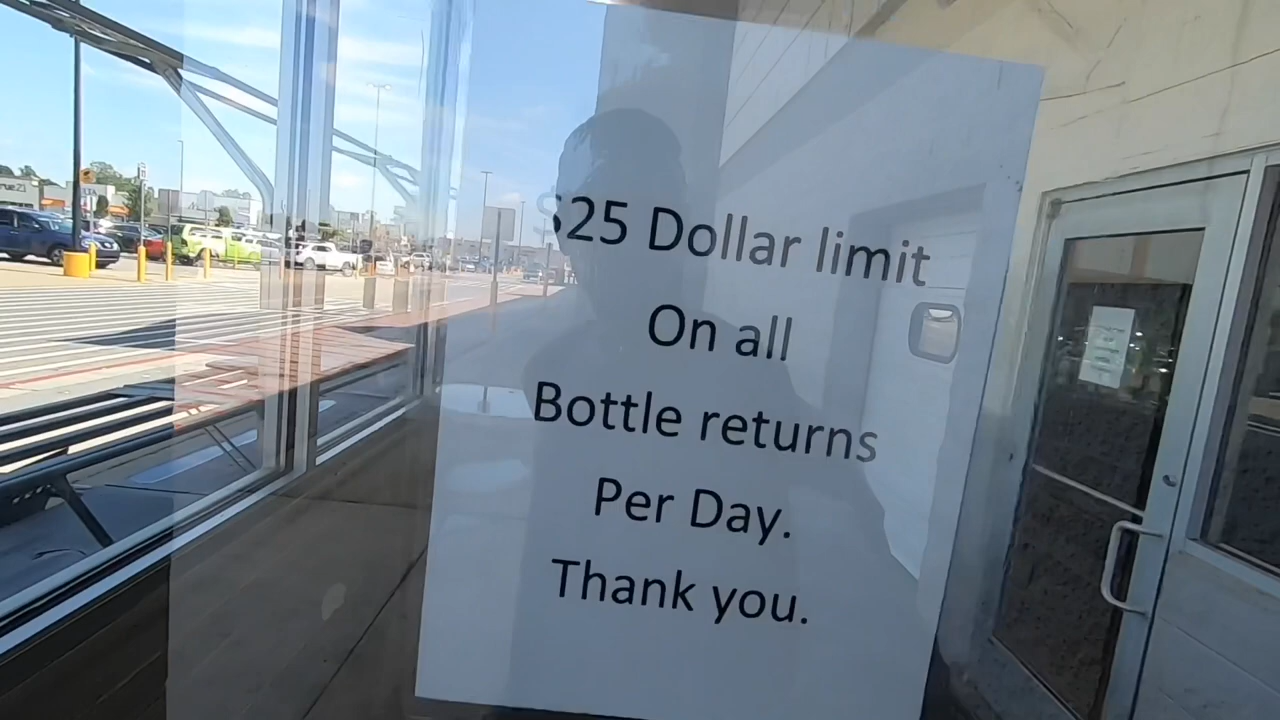 $25 Dollar limit
On all
Bottle returns
Per Day.
Thank you.